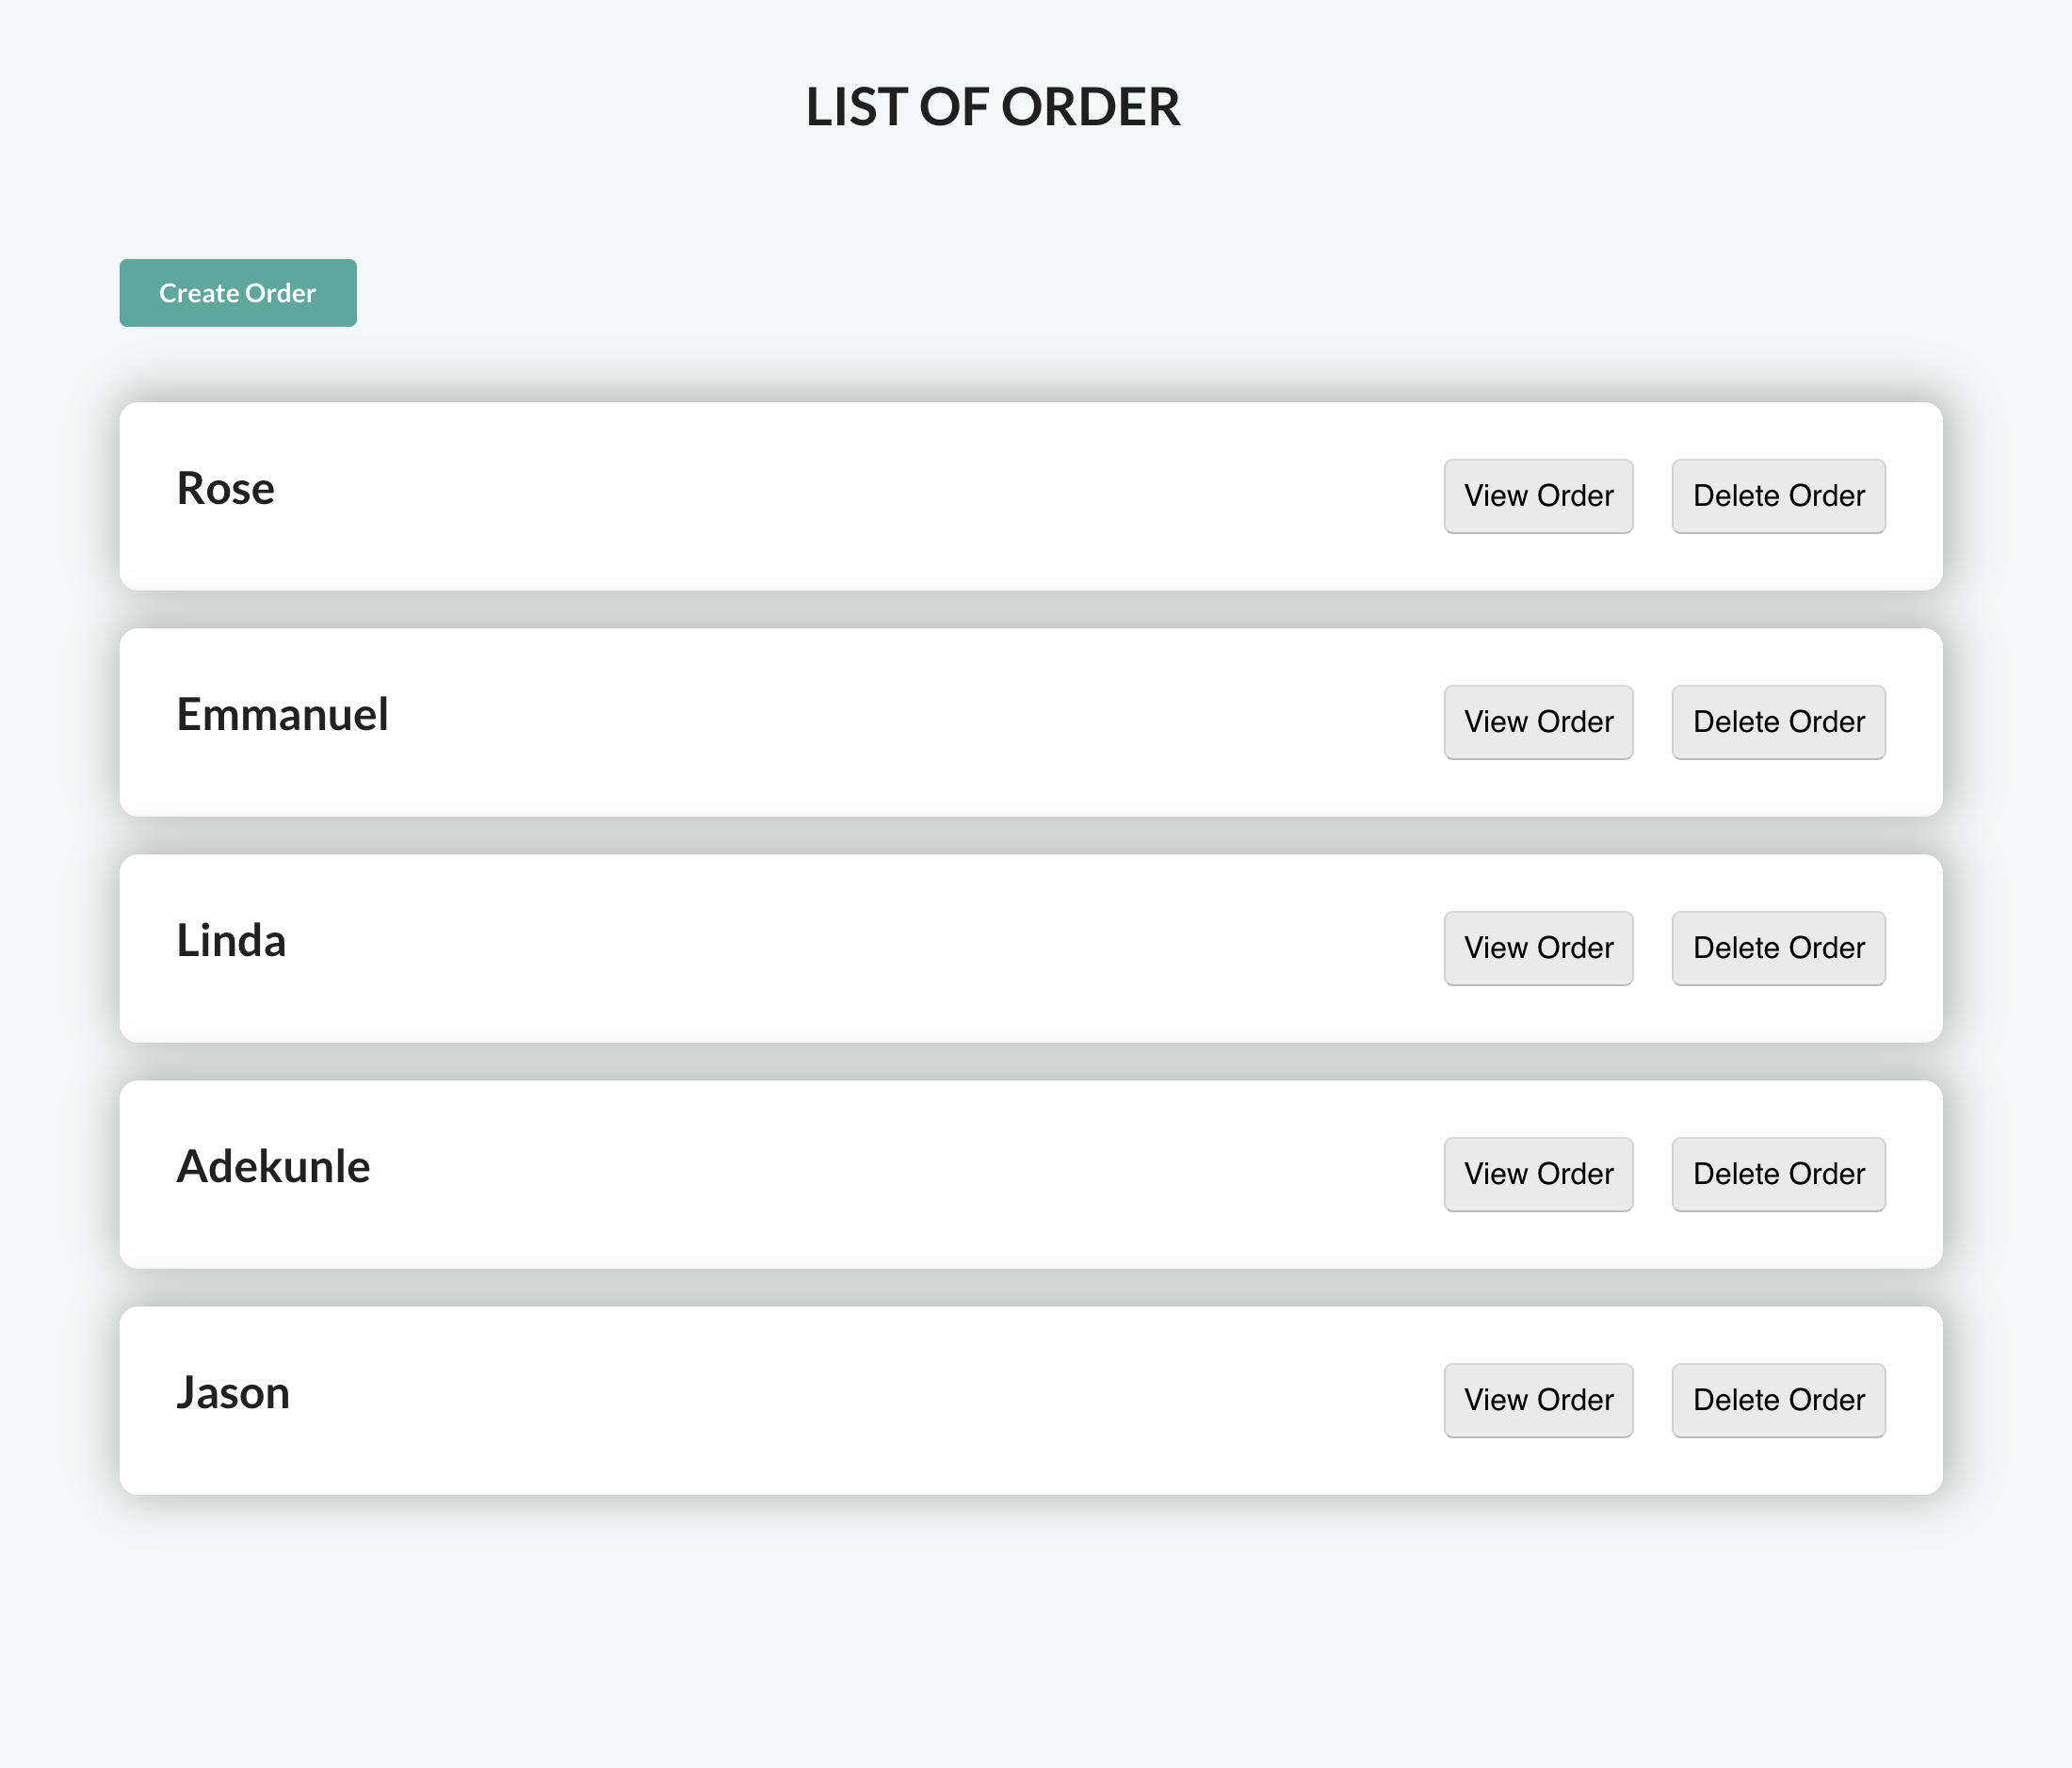 LIST OF ORDER
Create Order
Rose View Order Delete Order
Emmanuel View Order Delete Order
Linda View Order Delete Order
Adekunle View Order Delete Order
Jason View Order Delete Order